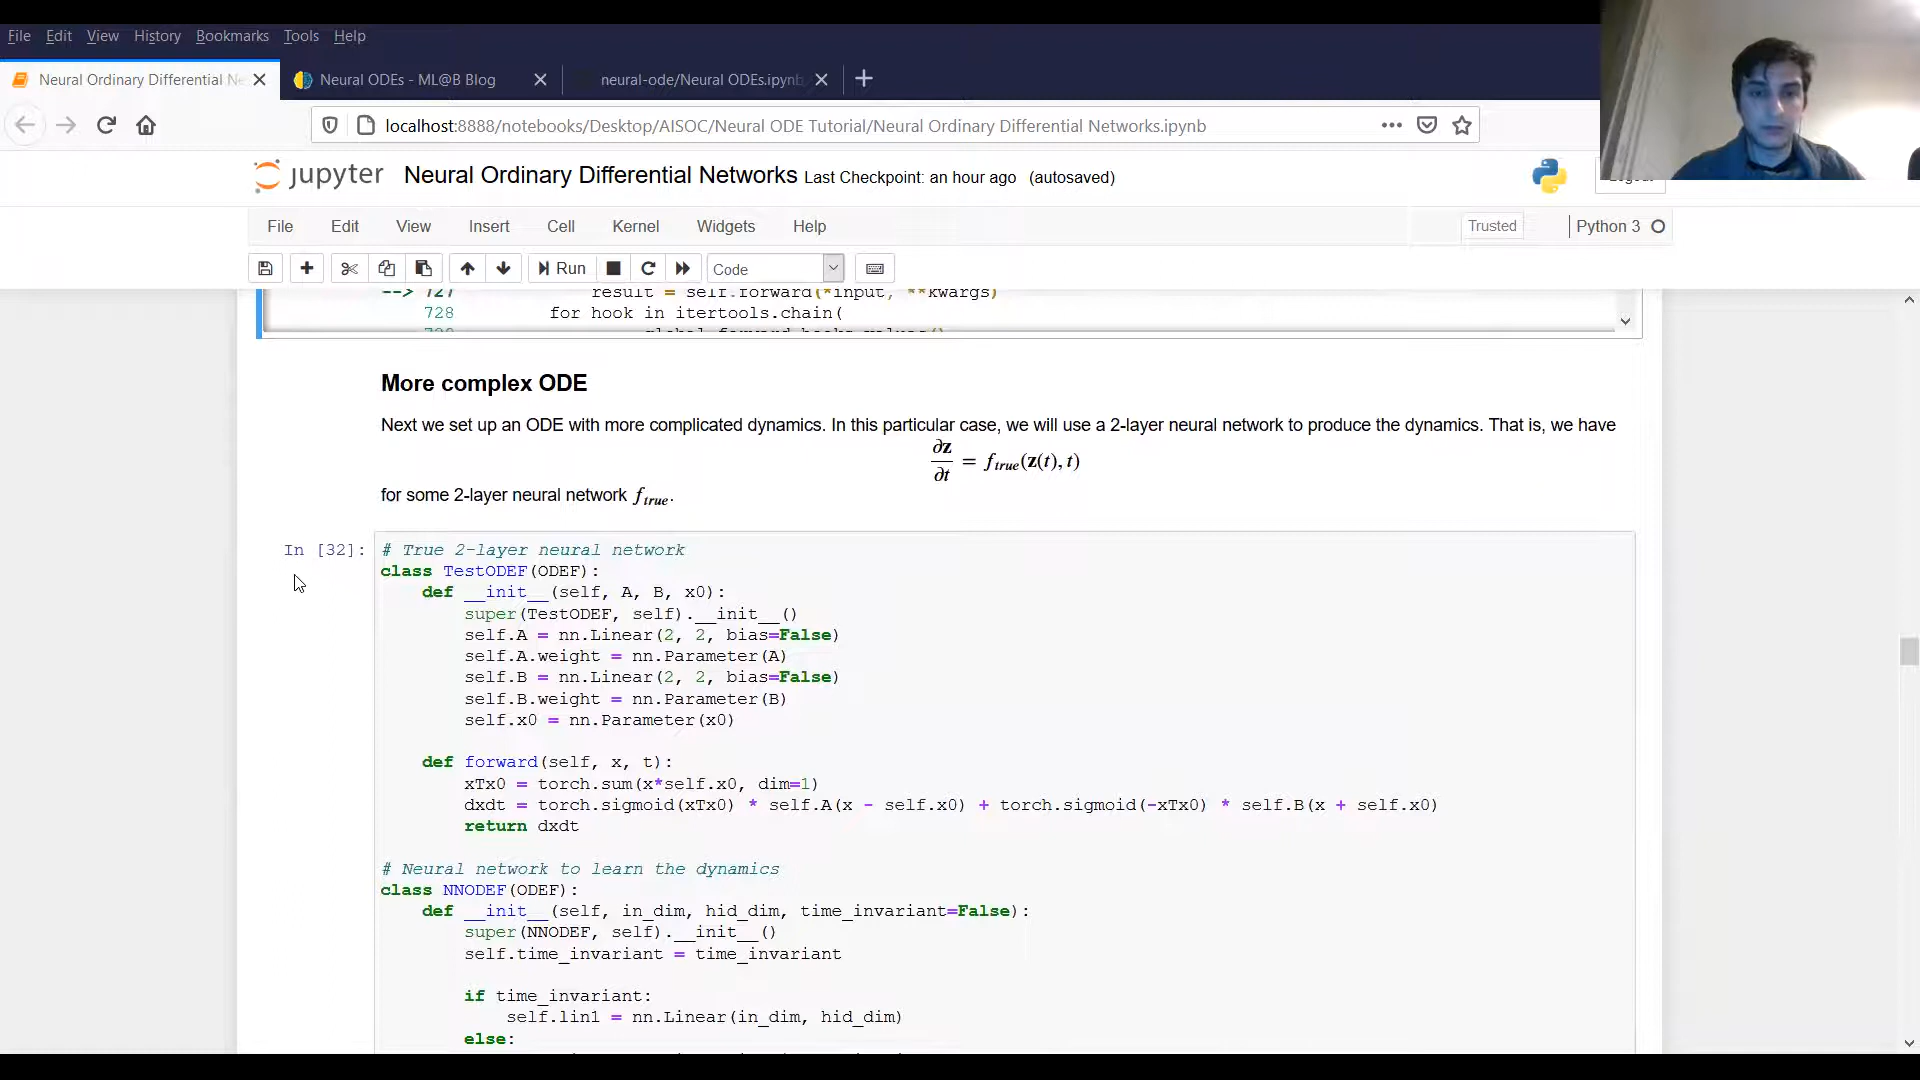 File Edit View History Bookmarks Tools Help
Neural Ordinary Differential Ne
Neural ODEs - ML@B Blog
neural-ode/Neural ODEs.ipynb
localhost:8888/notebooks/Desktop/AISOC/Neural ODE Tutorial/Neural Ordinary Differential Networks.ipynb
jupyter Neural Ordinary Differential Networks Last Checkpoint: an hour ago (autosaved)
File Edit View Insert Cell Kernel Widgets Help Trusted Python 3
Run Code
--> 727 result = self.forward(*input, **kwargs)
728 for hook in itertools.chain(
More complex ODE
Next we set up an ODE with more complicated dynamics. In this particular case, we will use a 2-layer neural network to produce the dynamics. That is, we have
∂z/∂t = f_true(z(t), t)
for some 2-layer neural network f_true.
In [32]: # True 2-layer neural network
class TestODEF(ODEF):
def __init__(self, A, B, x0):
super(TestODEF, self).__init__()
self.A = nn.Linear(2, 2, bias=False)
self.A.weight = nn.Parameter(A)
self.B = nn.Linear(2, 2, bias=False)
self.B.weight = nn.Parameter(B)
self.x0 = nn.Parameter(x0)
def forward(self, x, t):
xTx0 = torch.sum(x*self.x0, dim=1)
dxdt = torch.sigmoid(xTx0) * self.A(x - self.x0) + torch.sigmoid(-xTx0) * self.B(x + self.x0)
return dxdt
# Neural network to learn the dynamics
class NNODEF(ODEF):
def __init__(self, in_dim, hid_dim, time_invariant=False):
super(NNODEF, self).__init__()
self.time_invariant = time_invariant
if time_invariant:
self.lin1 = nn.Linear(in_dim, hid_dim)
else: